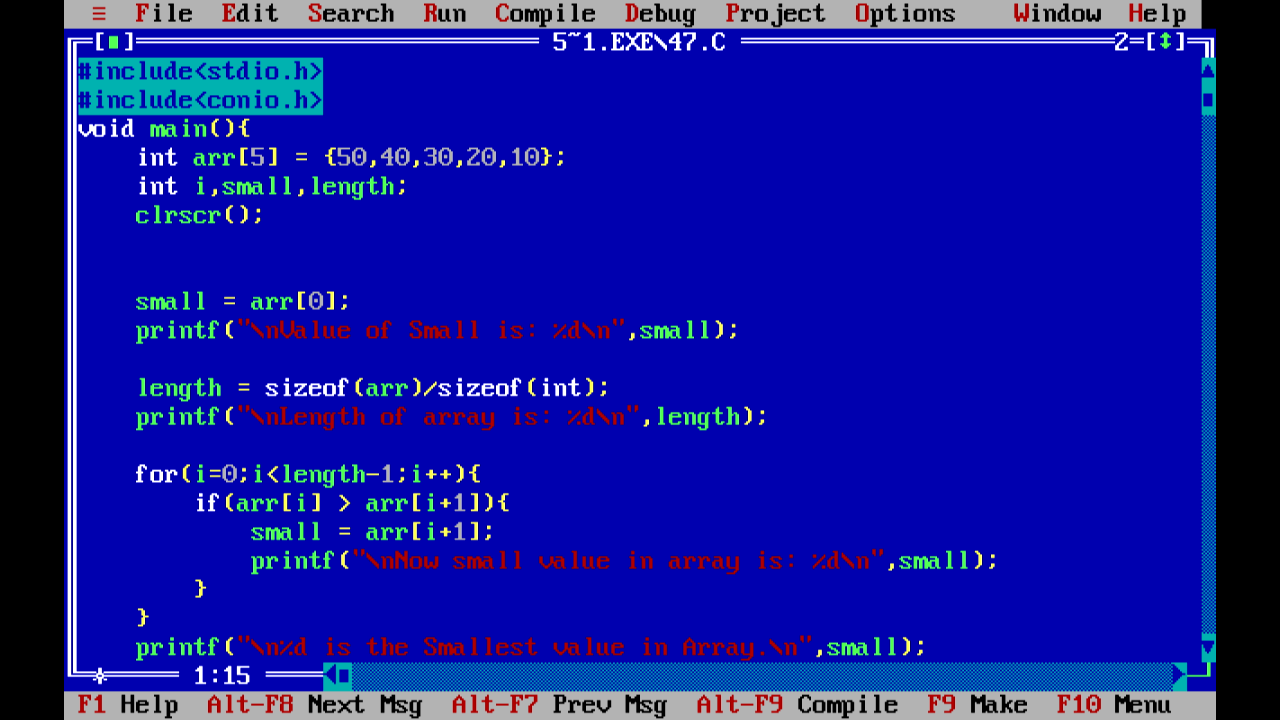 ≡ File Edit Search Run Compile Debug Project Options Window Help
[■] 5~1.EXE\47.C 2=[↕]
#include<stdio.h>
#include<conio.h>
void main(){
    int arr[5] = {50,40,30,20,10};
    int i,small,length;
    clrscr();
    small = arr[0];
    printf("\nValue of Small is: %d\n",small);
    length = sizeof(arr)/sizeof(int);
    printf("\nLength of array is: %d\n",length);
    for(i=0;i<length-1;i++){
        if(arr[i] > arr[i+1]){
            small = arr[i+1];
            printf("\nNow small value in array is: %d\n",small);
        }
    }
    printf("\n%d is the Smallest value in Array.\n",small);
1:15
F1 Help Alt-F8 Next Msg Alt-F7 Prev Msg Alt-F9 Compile F9 Make F10 Menu